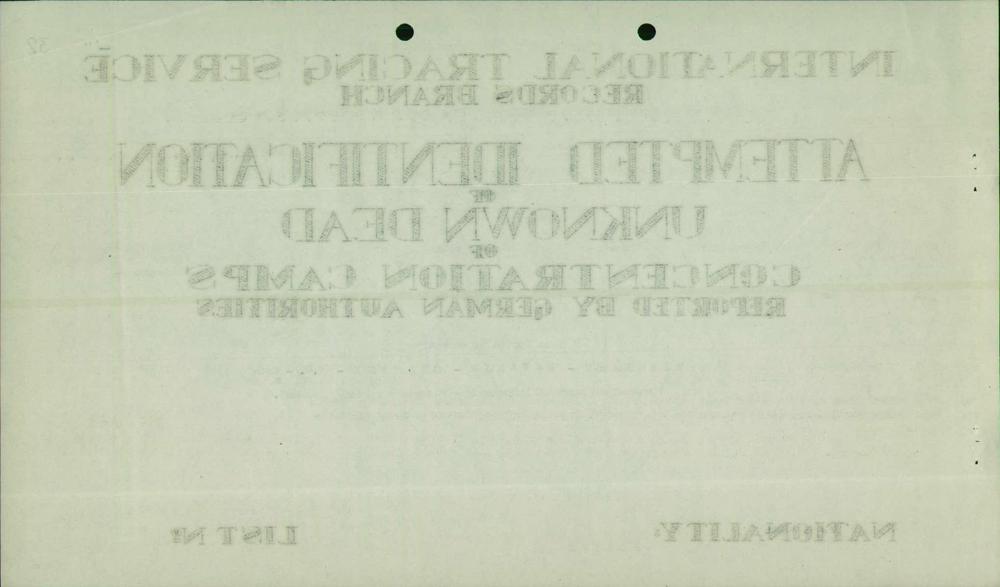 32
INTERNATIONAL TRACING SERVICE
RECORDS BRANCH
ATTEMPTED IDENTIFICATION
OF
UNKNOWN DEAD
OF
CONCENTRATION CAMPS
REPORTED BY GERMAN AUTHORITIES
NATIONALITY: LIST Nº